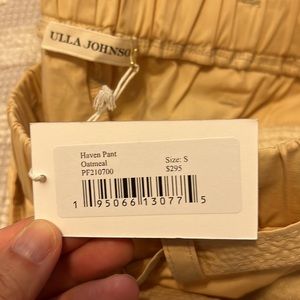 ULLA JOHNSO
Haven Pant
Oatmeal Size: S
PF210700 $295
1 95066 13077 5